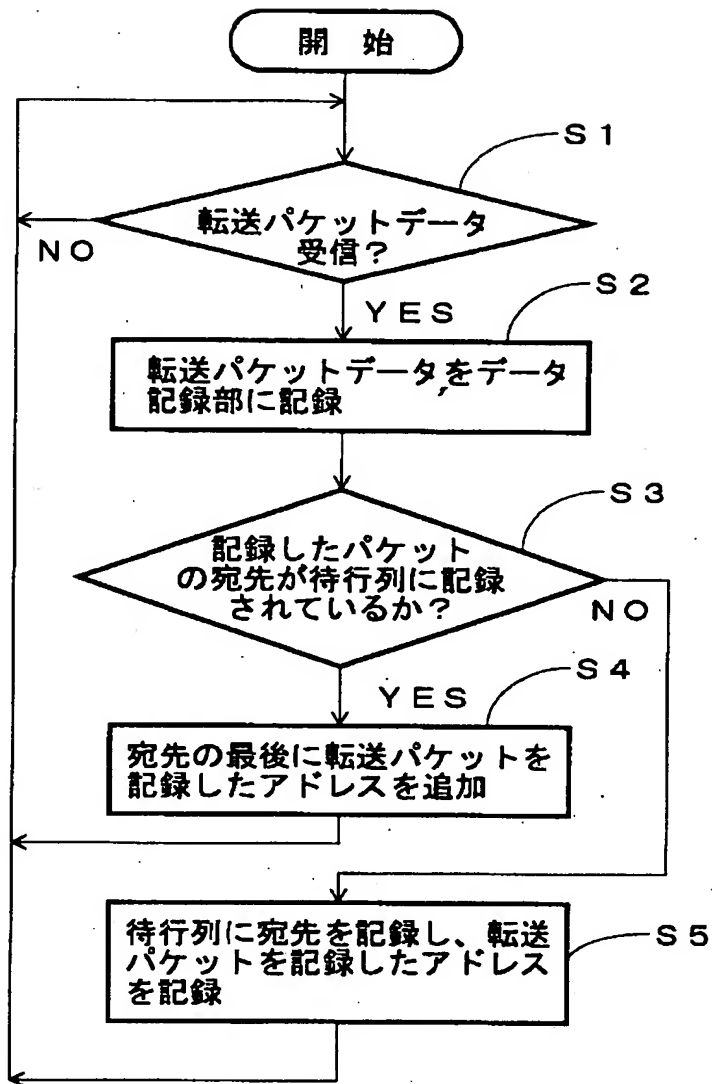 開 始
S1
転送パケットデータ
受信？
NO
YES
S2
転送パケットデータをデータ
記録部に記録
S3
記録したパケット
の宛先が待行列に記録
されているか？
NO
YES
S4
宛先の最後に転送パケットを
記録したアドレスを追加
待行列に宛先を記録し、転送
パケットを記録したアドレス
を記録
S5